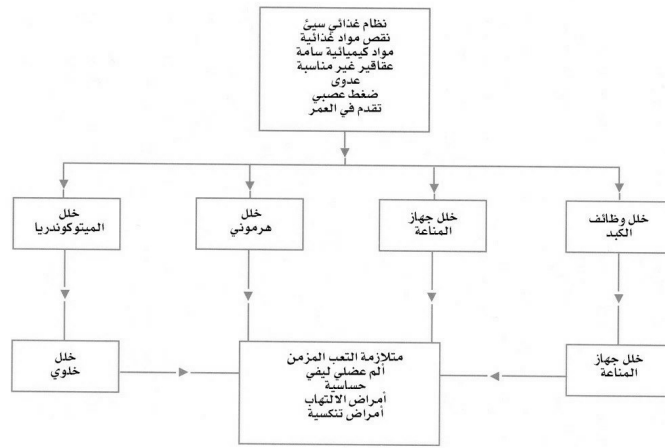 نظام غذائي سيئ
نقص مواد غذائية
مواد كيميائية سامة
عقاقير غير مناسبة
عدوى
ضغط عصبي
تقدم في العمر
خلل وظائف
الكبد
خلل جهاز
المناعة
خلل
هرموني
خلل
الميتوكوندريا
خلل جهاز
المناعة
متلازمة التعب المزمن
ألم عضلي ليفي
حساسية
أمراض الالتهاب
أمراض تنكسية
خلل
خلوي